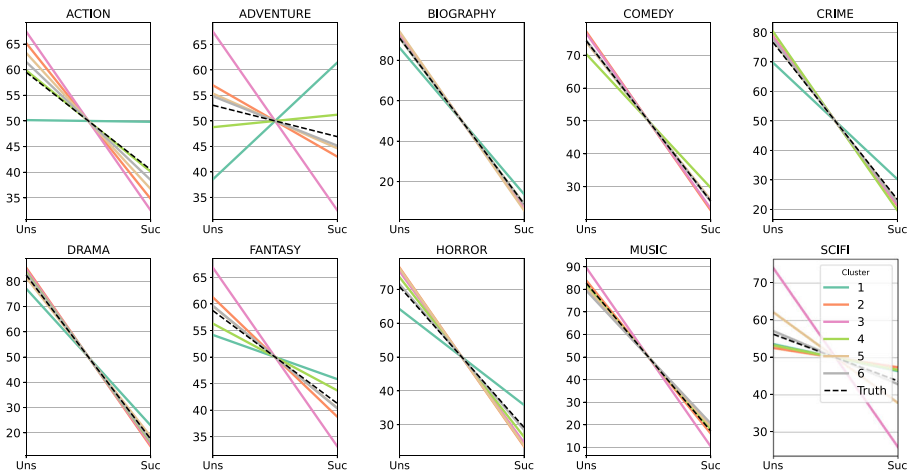 ACTION
65
60
55
50
45
40
35
Uns
Suc
ADVENTURE
65
60
55
50
45
40
35
Uns
Suc
BIOGRAPHY
80
60
40
20
Uns
Suc
COMEDY
70
60
50
40
30
Uns
Suc
CRIME
80
70
60
50
40
30
20
Uns
Suc
DRAMA
80
70
60
50
40
30
20
Uns
Suc
FANTASY
65
60
55
50
45
40
35
Uns
Suc
HORROR
70
60
50
40
30
Uns
Suc
MUSIC
90
80
70
60
50
40
30
20
10
Uns
Suc
SCIFI
70
60
50
40
30
Uns
Suc
Cluster
1
2
3
4
5
6
Truth